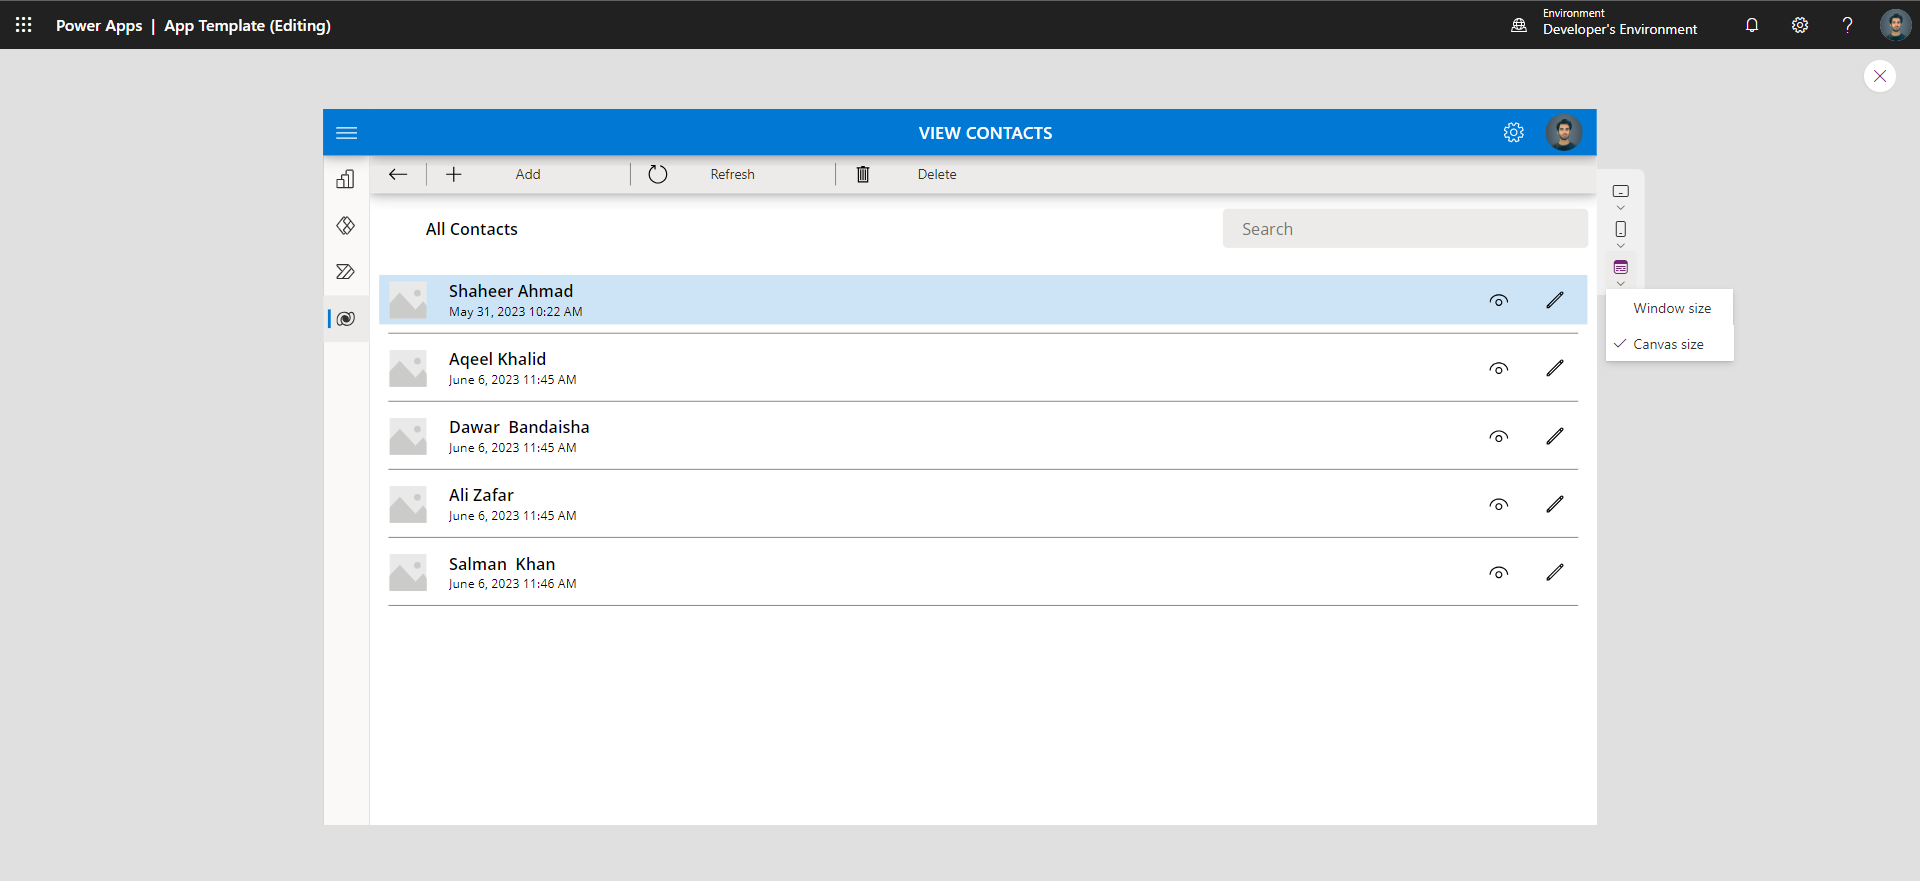 Power Apps | App Template (Editing)
Environment
Developer's Environment
VIEW CONTACTS
Add
Refresh
Delete
All Contacts
Search
Shaheer Ahmad
May 31, 2023 10:22 AM
Aqeel Khalid
June 6, 2023 11:45 AM
Dawar  Bandaisha
June 6, 2023 11:45 AM
Ali Zafar
June 6, 2023 11:45 AM
Salman  Khan
June 6, 2023 11:46 AM
Window size
Canvas size